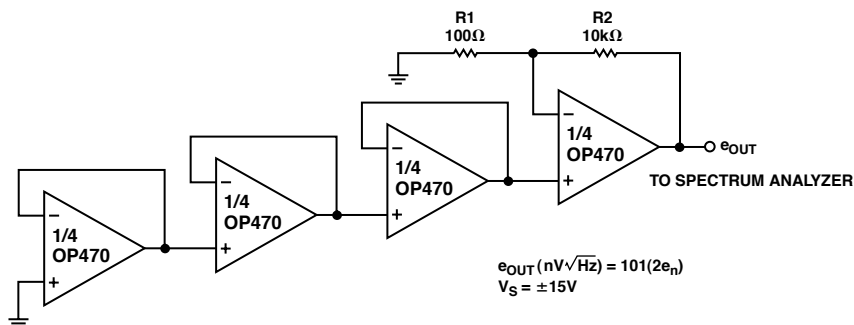 R1
100Ω
R2
10kΩ
−
+
1/4
OP470
eOUT
TO SPECTRUM ANALYZER
−
+
1/4
OP470
−
+
1/4
OP470
−
+
1/4
OP470
eOUT (nV√Hz) = 101(2en)
VS = ±15V